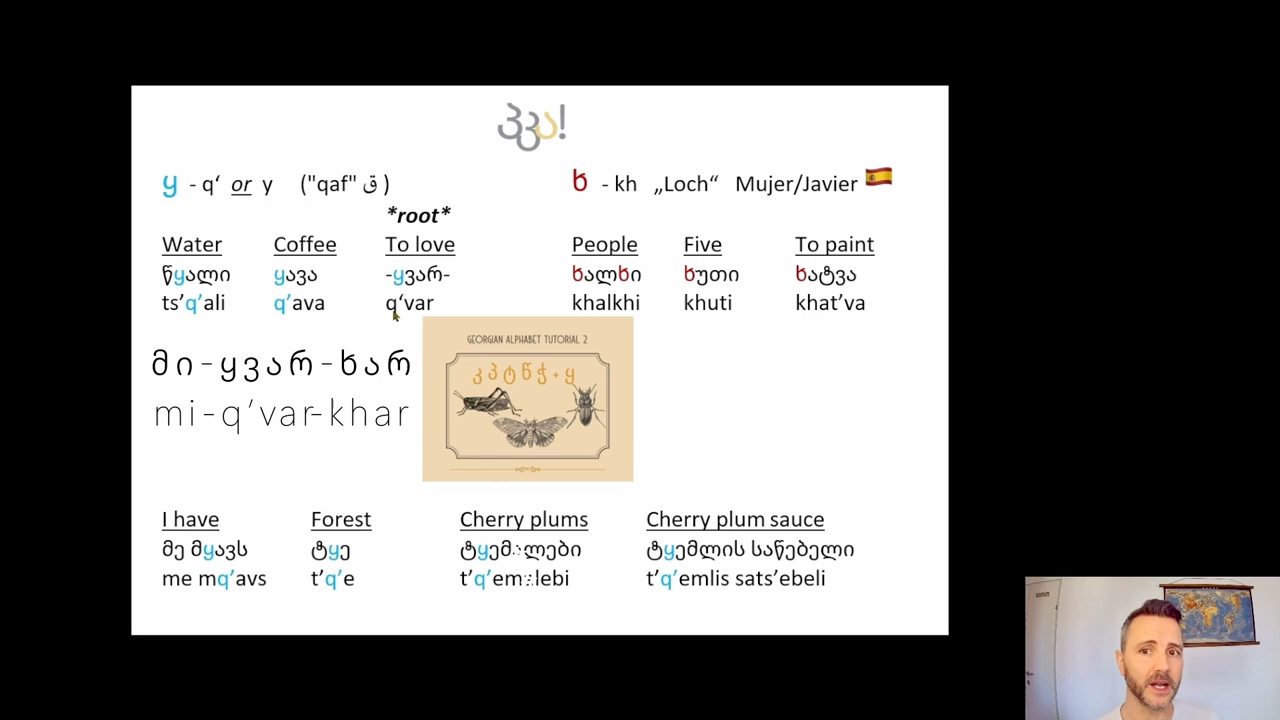 ჰვა!
ყ - q‘ or y ("qaf" ق )
ხ - kh „Loch“ Mujer/Javier
*root*
Water Coffee To love People Five To paint
წყალი ყავა -ყვარ- ხალხი ხუთი ხატვა
ts’q’ali q’ava q‘var khalkhi khuti khat’va
მი-ყვარ-ხარ
mi-q’var-khar
GEORGIAN ALPHABET TUTORIAL 2
კ პ ტ წ ჭ + ყ
I have Forest Cherry plums Cherry plum sauce
მე მყავს ტყე ტყემალები ტყემლის საწებელი
me mq’avs t’q’e t’q’emalebi t’q’emlis sats’ebeli